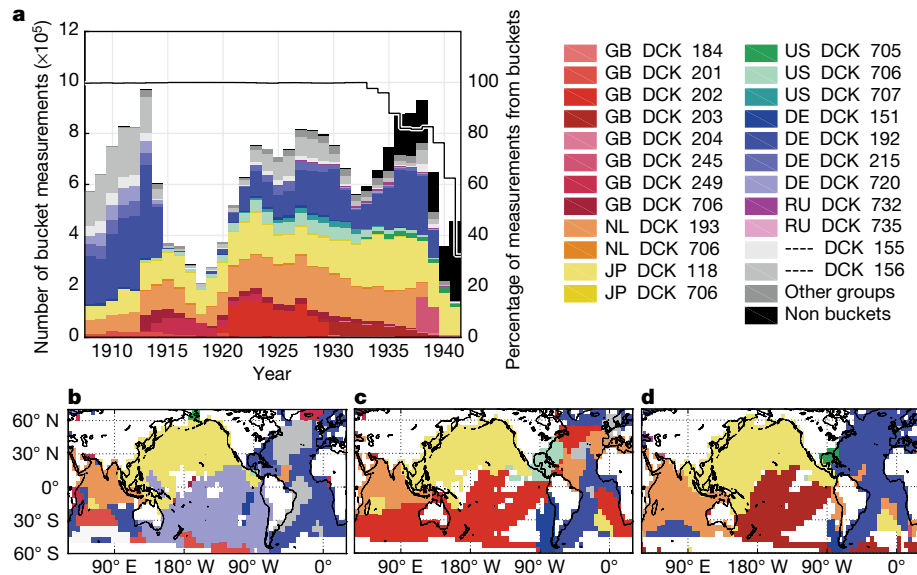 a
Number of bucket measurements (×10⁵)
12
10
8
6
4
2
0
100
80
60
40
20
0
Percentage of measurements from buckets
1910 1915 1920 1925 1930 1935 1940
Year
GB DCK 184
GB DCK 201
GB DCK 202
GB DCK 203
GB DCK 204
GB DCK 245
GB DCK 249
GB DCK 706
NL DCK 193
NL DCK 706
JP DCK 118
JP DCK 706
US DCK 705
US DCK 706
US DCK 707
DE DCK 151
DE DCK 192
DE DCK 215
DE DCK 720
RU DCK 732
RU DCK 735
---- DCK 155
---- DCK 156
Other groups
Non buckets
b c d
60° N
30° N
0°
30° S
60° S
90° E 180° W 90° W 0°
90° E 180° W 90° W 0°
90° E 180° W 90° W 0°